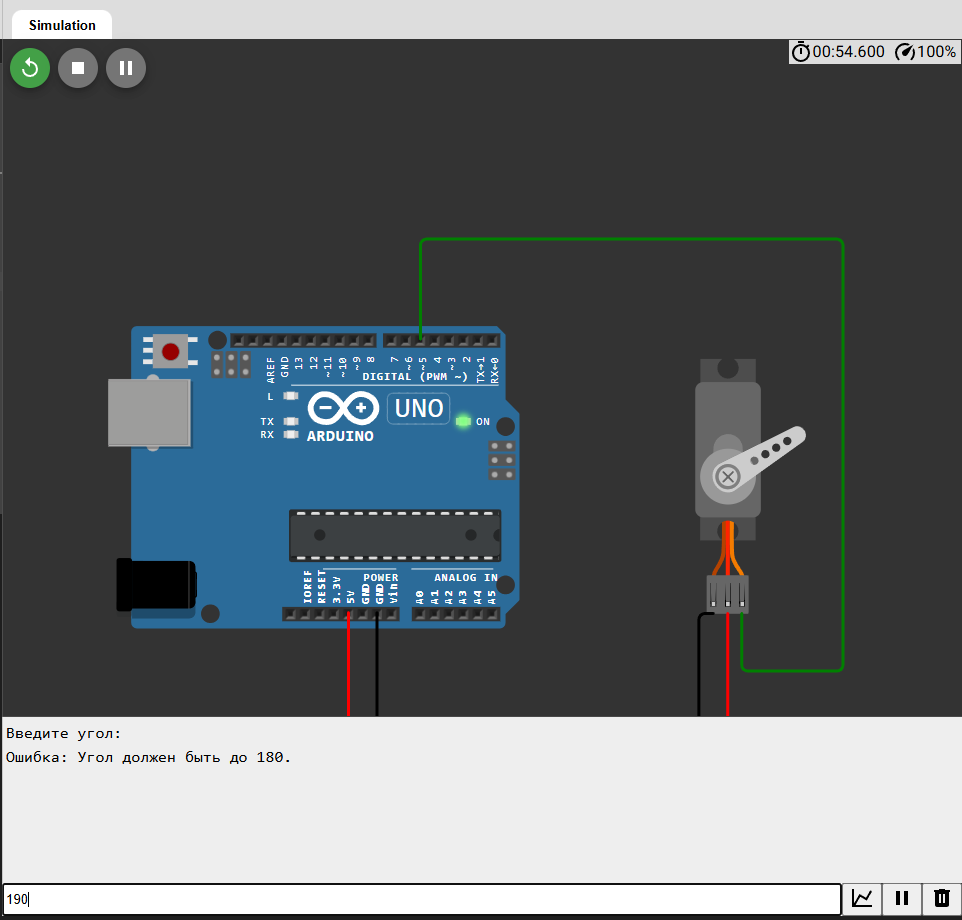 Simulation
00:54.600 100%
AREF
GND
13
12
~11
~10
~9
8
7
~6
~5
4
~3
2
TX→1
RX←0
DIGITAL (PWM ~)
L
TX
RX
UNO
ON
ARDUINO
IOREF
RESET
3.3V
5V
GND
GND
Vin
POWER
ANALOG IN
A0
A1
A2
A3
A4
A5
Введите угол:
Ошибка: Угол должен быть до 180.
190